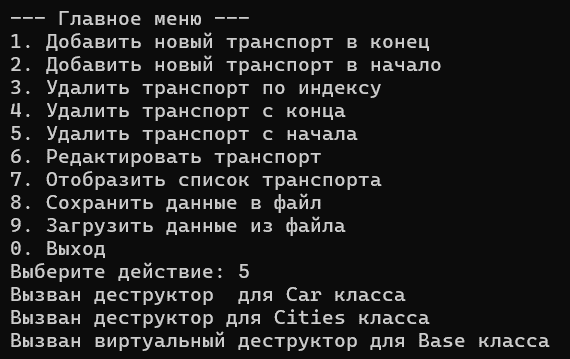 --- Главное меню ---
1. Добавить новый транспорт в конец
2. Добавить новый транспорт в начало
3. Удалить транспорт по индексу
4. Удалить транспорт с конца
5. Удалить транспорт с начала
6. Редактировать транспорт
7. Отобразить список транспорта
8. Сохранить данные в файл
9. Загрузить данные из файла
0. Выход
Выберите действие: 5
Вызван деструктор  для Car класса
Вызван деструктор для Cities класса
Вызван виртуальный деструктор для Base класса